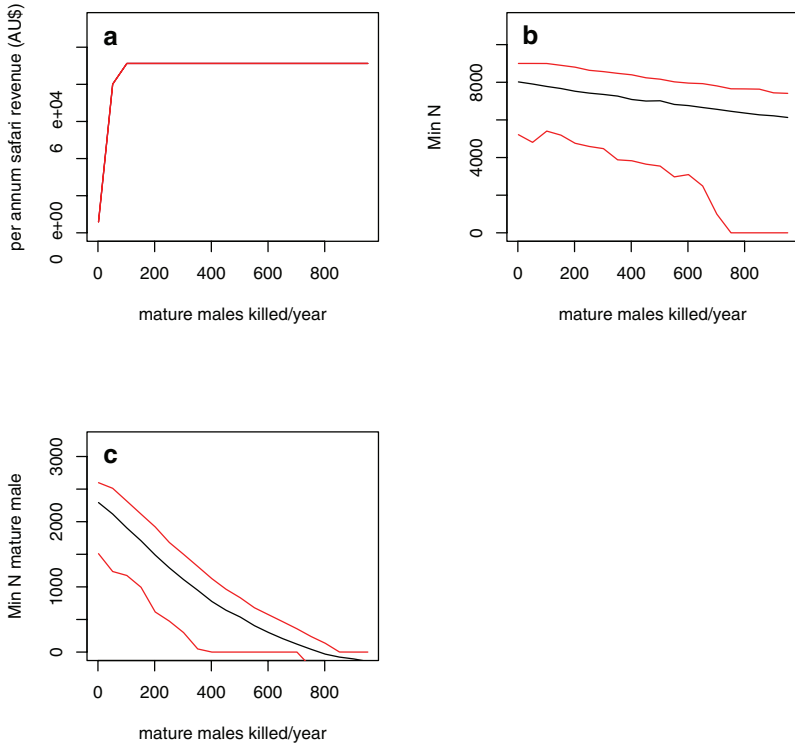 a
per annum safari revenue (AU$)
0 e+00 6 e+04
0 200 400 600 800
mature males killed/year
b
Min N
0 4000 8000
0 200 400 600 800
mature males killed/year
c
Min N mature male
0 1000 2000 3000
0 200 400 600 800
mature males killed/year